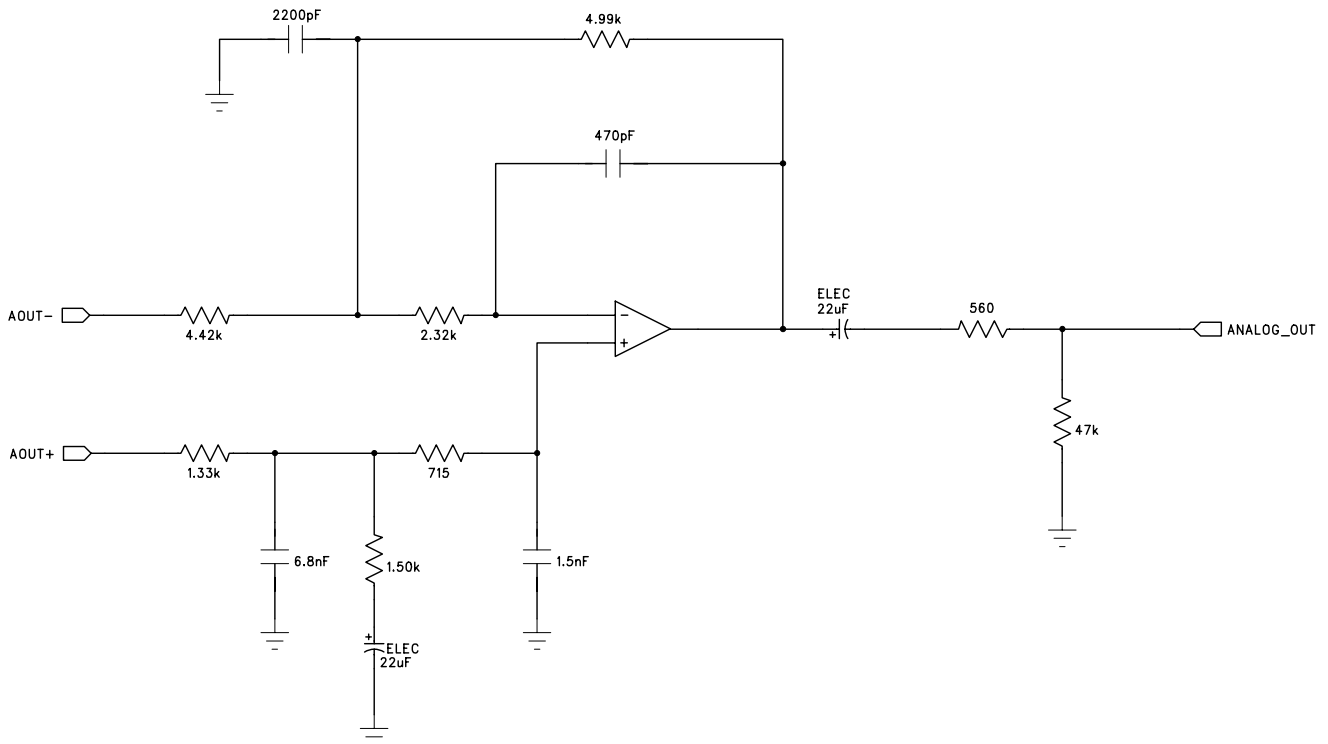 2200pF
4.99k
470pF
AOUT-
4.42k
2.32k
-
+
ELEC
22uF
+
560
ANALOG_OUT
47k
AOUT+
1.33k
715
6.8nF
1.50k
1.5nF
+
ELEC
22uF